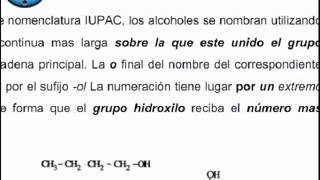 e nomenclatura IUPAC, los alcoholes se nombran utilizando
continua mas larga sobre la que este unido el grupo
adena principal. La o final del nombre del correspondiente
por el sufijo -ol La numeración tiene lugar por un extremo
e forma que el grupo hidroxilo reciba el número mas
CH₃-CH₂-CH₂-CH₂-OH
OH